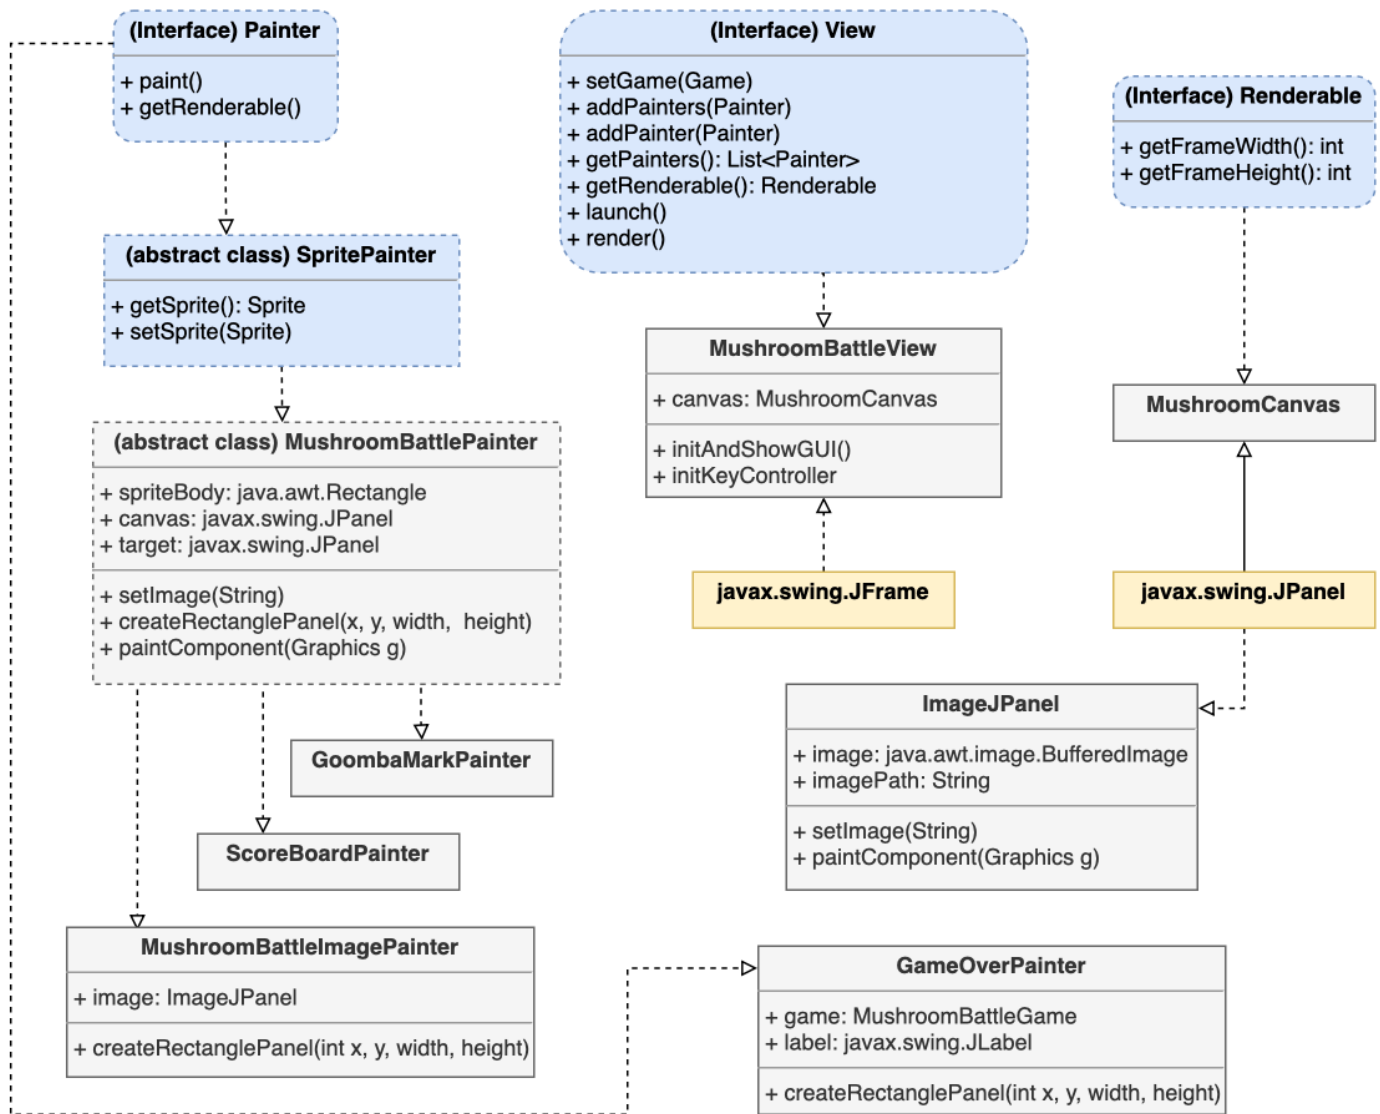 (Interface) Painter
+ paint()
+ getRenderable()
(Interface) View
+ setGame(Game)
+ addPainters(Painter)
+ addPainter(Painter)
+ getPainters(): List<Painter>
+ getRenderable(): Renderable
+ launch()
+ render()
(Interface) Renderable
+ getFrameWidth(): int
+ getFrameHeight(): int
(abstract class) SpritePainter
+ getSprite(): Sprite
+ setSprite(Sprite)
MushroomBattleView
+ canvas: MushroomCanvas
+ initAndShowGUI()
+ initKeyController
MushroomCanvas
(abstract class) MushroomBattlePainter
+ spriteBody: java.awt.Rectangle
+ canvas: javax.swing.JPanel
+ target: javax.swing.JPanel
+ setImage(String)
+ createRectanglePanel(x, y, width,  height)
+ paintComponent(Graphics g)
javax.swing.JFrame
javax.swing.JPanel
ImageJPanel
+ image: java.awt.image.BufferedImage
+ imagePath: String
+ setImage(String)
+ paintComponent(Graphics g)
GoombaMarkPainter
ScoreBoardPainter
MushroomBattleImagePainter
+ image: ImageJPanel
+ createRectanglePanel(int x, y, width, height)
GameOverPainter
+ game: MushroomBattleGame
+ label: javax.swing.JLabel
+ createRectanglePanel(int x, y, width, height)